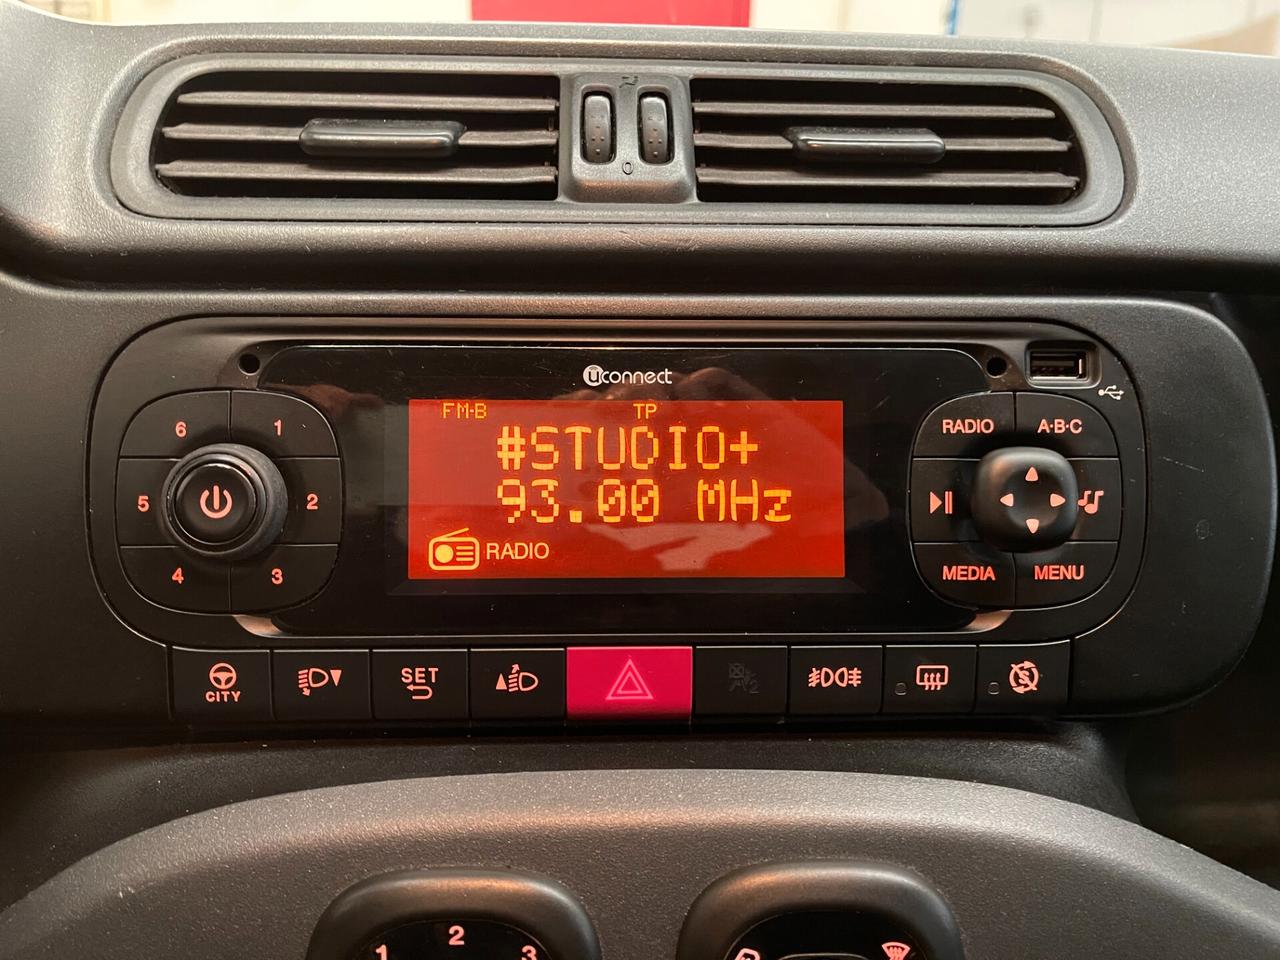 0
uconnect
FM-B TP
#STUDIO+
93.00 MHz
RADIO
6 1
5 2
4 3
RADIO A·B·C
MEDIA MENU
CITY
SET
1 2 3